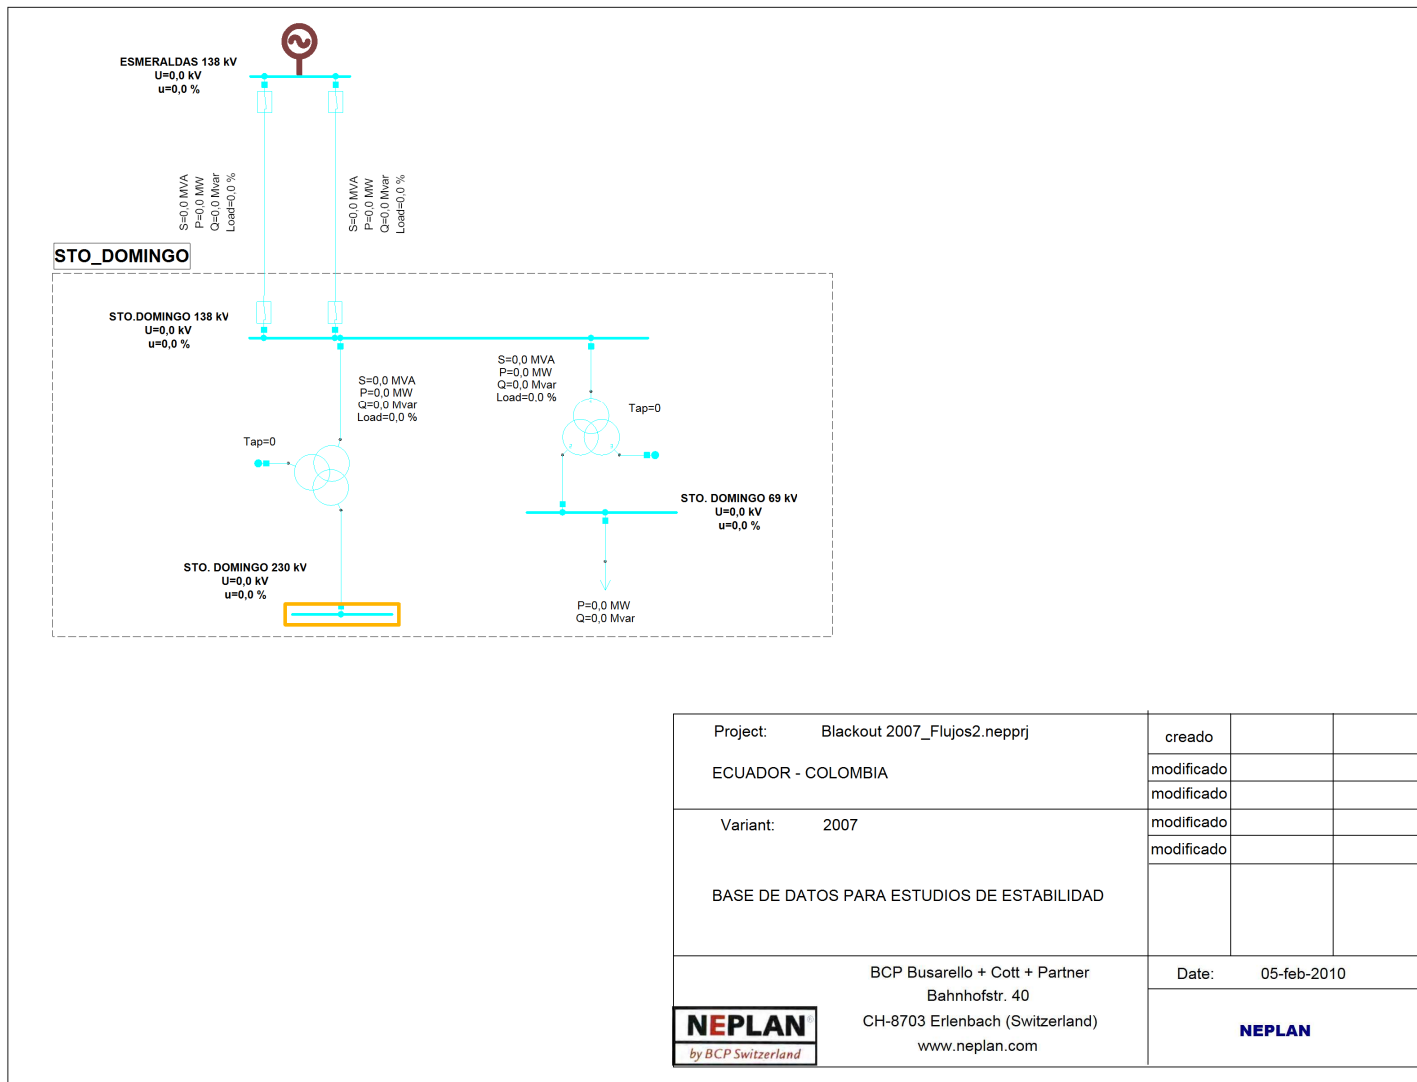 ESMERALDAS 138 kV
U=0,0 kV
u=0,0 %
S=0,0 MVA
P=0,0 MW
Q=0,0 Mvar
Load=0,0 %
S=0,0 MVA
P=0,0 MW
Q=0,0 Mvar
Load=0,0 %
STO_DOMINGO
STO.DOMINGO 138 kV
U=0,0 kV
u=0,0 %
S=0,0 MVA
P=0,0 MW
Q=0,0 Mvar
Load=0,0 %
S=0,0 MVA
P=0,0 MW
Q=0,0 Mvar
Load=0,0 %
Tap=0
Tap=0
STO. DOMINGO 69 kV
U=0,0 kV
u=0,0 %
STO. DOMINGO 230 kV
U=0,0 kV
u=0,0 %
P=0,0 MW
Q=0,0 Mvar
Project: Blackout 2007_Flujos2.nepprj
ECUADOR - COLOMBIA
creado
modificado
modificado
Variant: 2007
modificado
modificado
BASE DE DATOS PARA ESTUDIOS DE ESTABILIDAD
BCP Busarello + Cott + Partner
Bahnhofstr. 40
CH-8703 Erlenbach (Switzerland)
www.neplan.com
Date: 05-feb-2010
NEPLAN
NEPLAN®
by BCP Switzerland